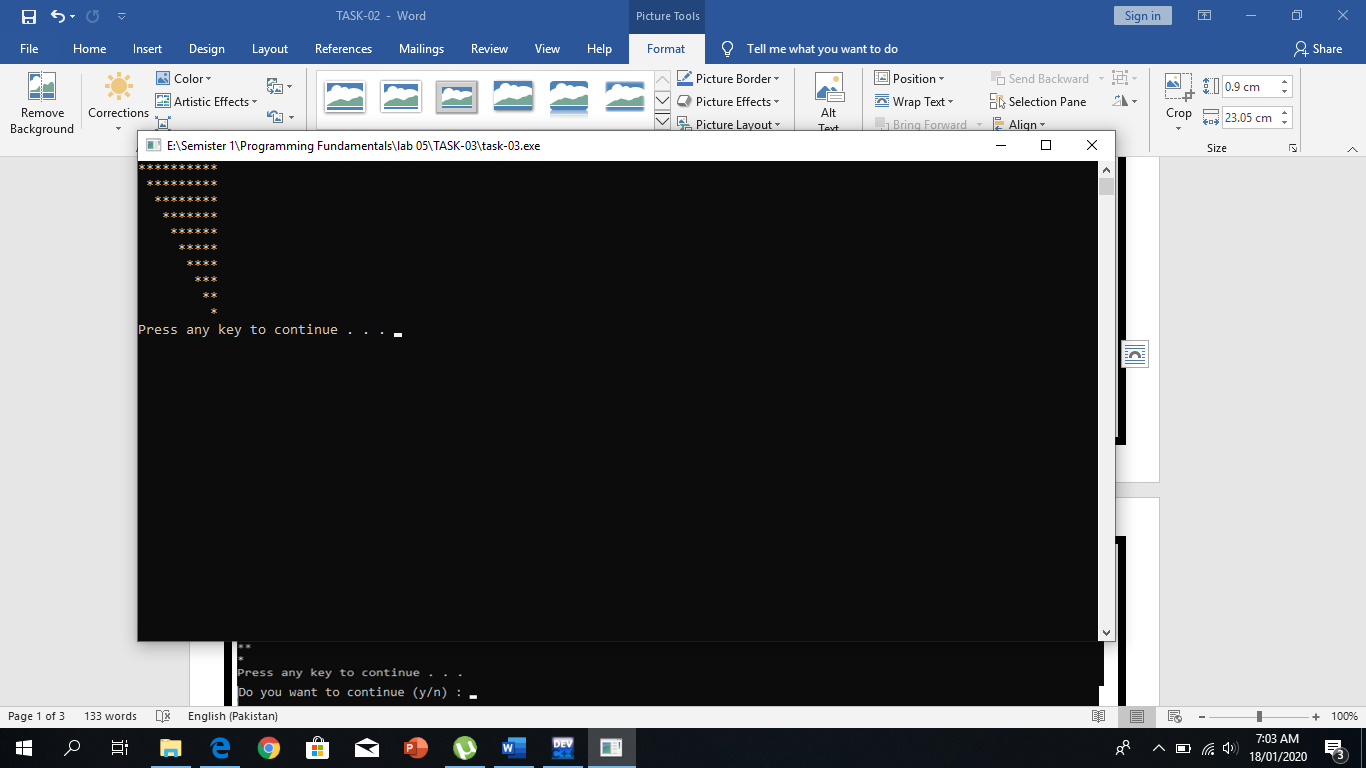 TASK-02 - Word
Picture Tools
Sign in
File Home Insert Design Layout References Mailings Review View Help Format Tell me what you want to do Share
Remove Background
Corrections
Color
Artistic Effects
Picture Border
Picture Effects
Picture Layout
Alt Text
Position
Wrap Text
Bring Forward
Send Backward
Selection Pane
Align
Crop
0.9 cm
23.05 cm
Size
E:\Semister 1\Programming Fundamentals\lab 05\TASK-03\task-03.exe
**********
 *********
  ********
   *******
    ******
     *****
      ****
       ***
        **
         *
Press any key to continue . . .
**
*
Press any key to continue . . .
Do you want to continue (y/n) :
Page 1 of 3 133 words English (Pakistan) 100%
DEV
7:03 AM
18/01/2020
3